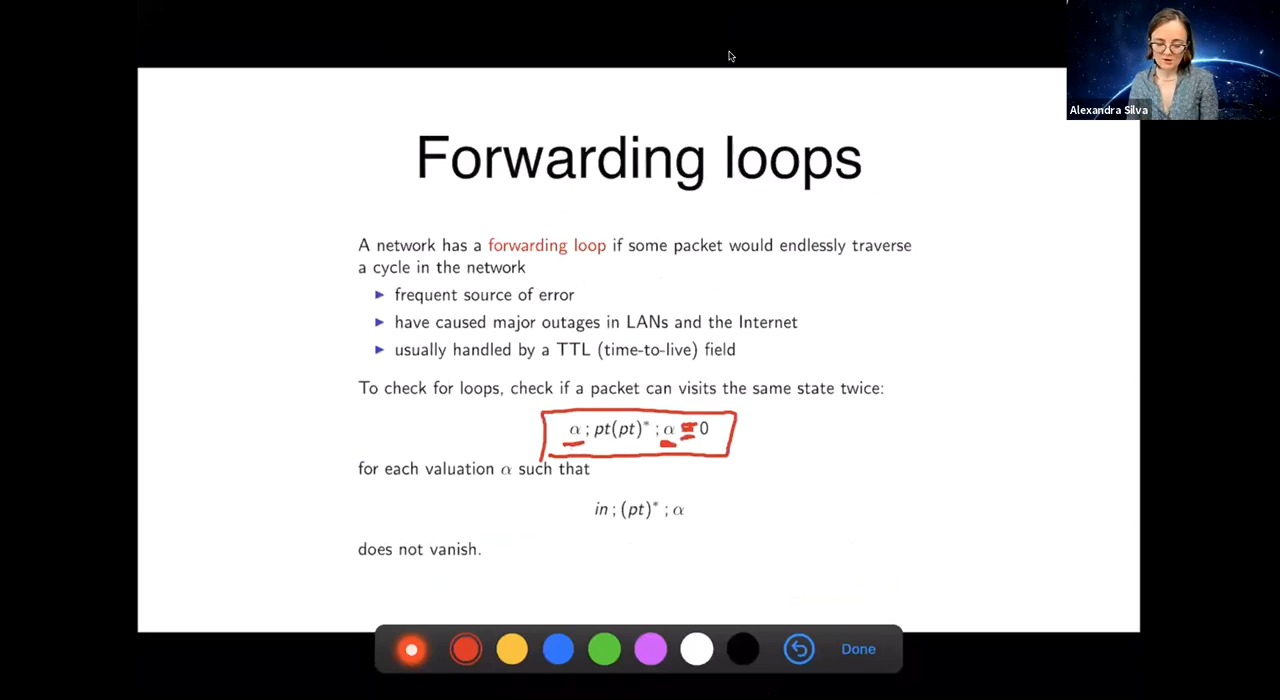 Alexandra Silva
Forwarding loops
A network has a forwarding loop if some packet would endlessly traverse
a cycle in the network
▶ frequent source of error
▶ have caused major outages in LANs and the Internet
▶ usually handled by a TTL (time-to-live) field
To check for loops, check if a packet can visits the same state twice:
α ; pt(pt)* ; α = 0
for each valuation α such that
in ; (pt)* ; α
does not vanish.
Done